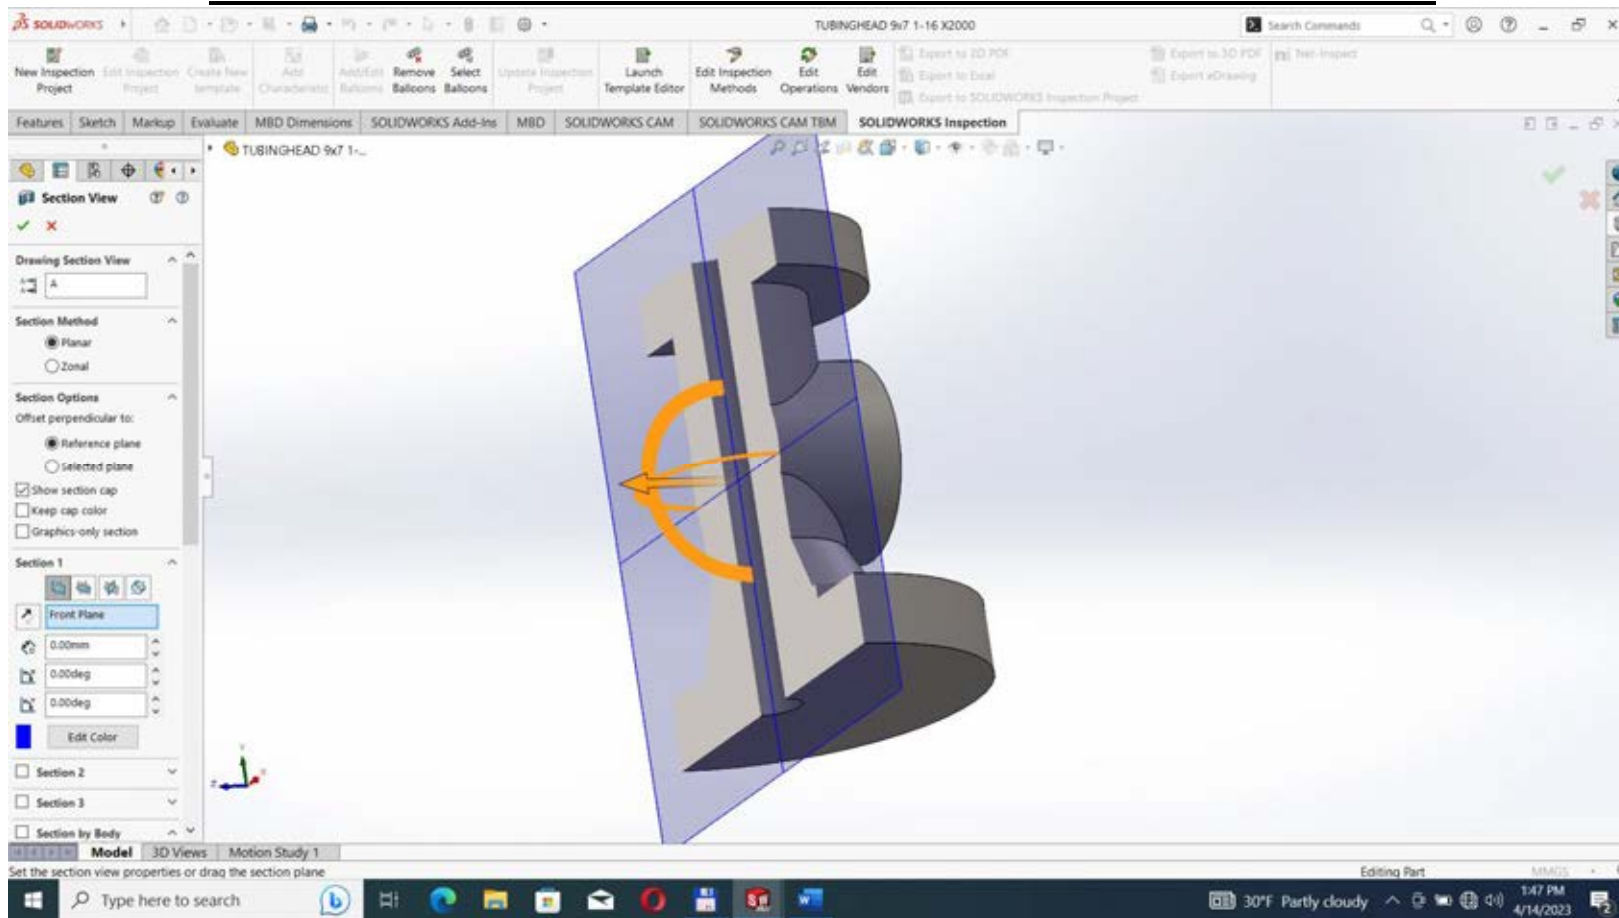 SOLIDWORKS
TUBINGHEAD 9x7 1-16 X2000
Search Commands
New Inspection Project
Edit Inspection Project
Create New template
Add Characteristic
Add/Edit Balloons
Remove Balloons
Select Balloons
Update Inspection Project
Launch Template Editor
Edit Inspection Methods
Edit Operations
Edit Vendors
Export to 2D PDF
Export to Excel
Export to SOLIDWORKS Inspection Project
Export to 3D PDF
Export eDrawing
Net-Inspect
Features Sketch Markup Evaluate MBD Dimensions SOLIDWORKS Add-Ins MBD SOLIDWORKS CAM SOLIDWORKS CAM TBM SOLIDWORKS Inspection
TUBINGHEAD 9x7 1-...
Section View
Drawing Section View
A
Section Method
Planar
Zonal
Section Options
Offset perpendicular to:
Reference plane
Selected plane
Show section cap
Keep cap color
Graphics-only section
Section 1
Front Plane
0.00mm
0.00deg
0.00deg
Edit Color
Section 2
Section 3
Section by Body
Y
Z
X
Model 3D Views Motion Study 1
Set the section view properties or drag the section plane
Editing Part
MMGS
Type here to search
30°F Partly cloudy
1:47 PM
4/14/2023